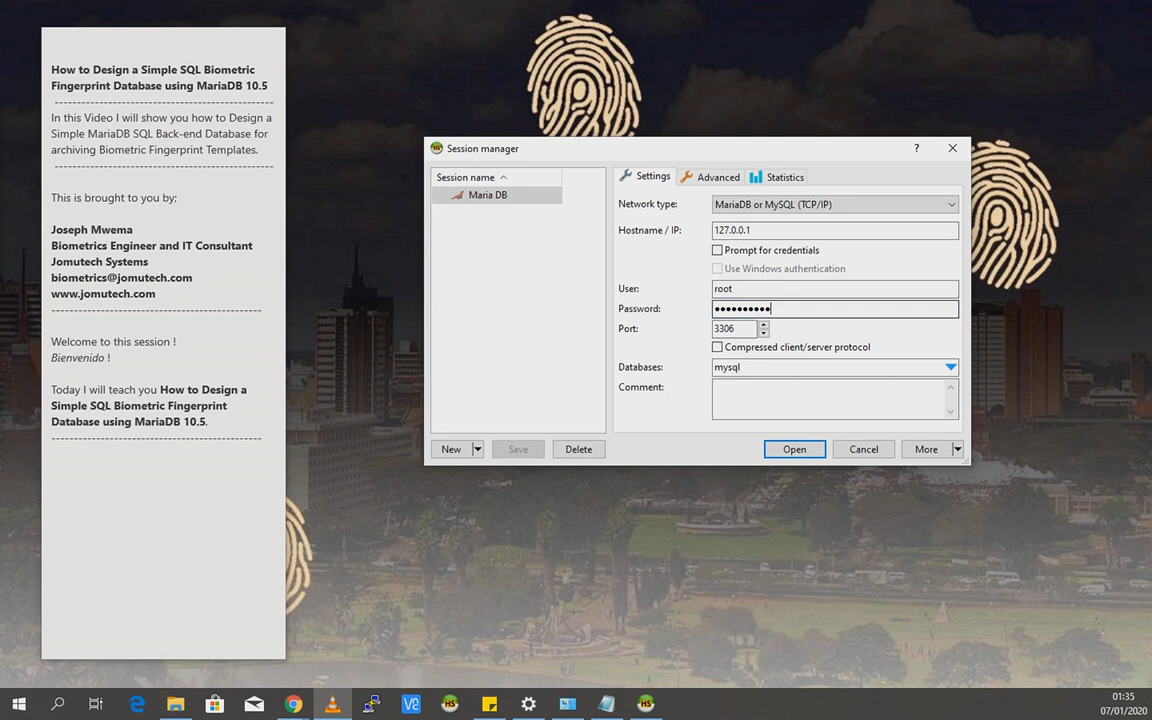 How to Design a Simple SQL Biometric
Fingerprint Database using MariaDB 10.5
In this Video I will show you how to Design a
Simple MariaDB SQL Back-end Database for
archiving Biometric Fingerprint Templates.
This is brought to you by;
Joseph Mwema
Biometrics Engineer and IT Consultant
Jomutech Systems
biometrics@jomutech.com
www.jomutech.com
Welcome to this session !
Bienvenido !
Today I will teach you How to Design a
Simple SQL Biometric Fingerprint
Database using MariaDB 10.5.
Session manager
Session name
Maria DB
Settings Advanced Statistics
Network type: MariaDB or MySQL (TCP/IP)
Hostname / IP: 127.0.0.1
Prompt for credentials
Use Windows authentication
User: root
Password: ●●●●●●●●●●
Port: 3306
Compressed client/server protocol
Databases: mysql
Comment:
New Save Delete Open Cancel More
01:35
07/01/2020